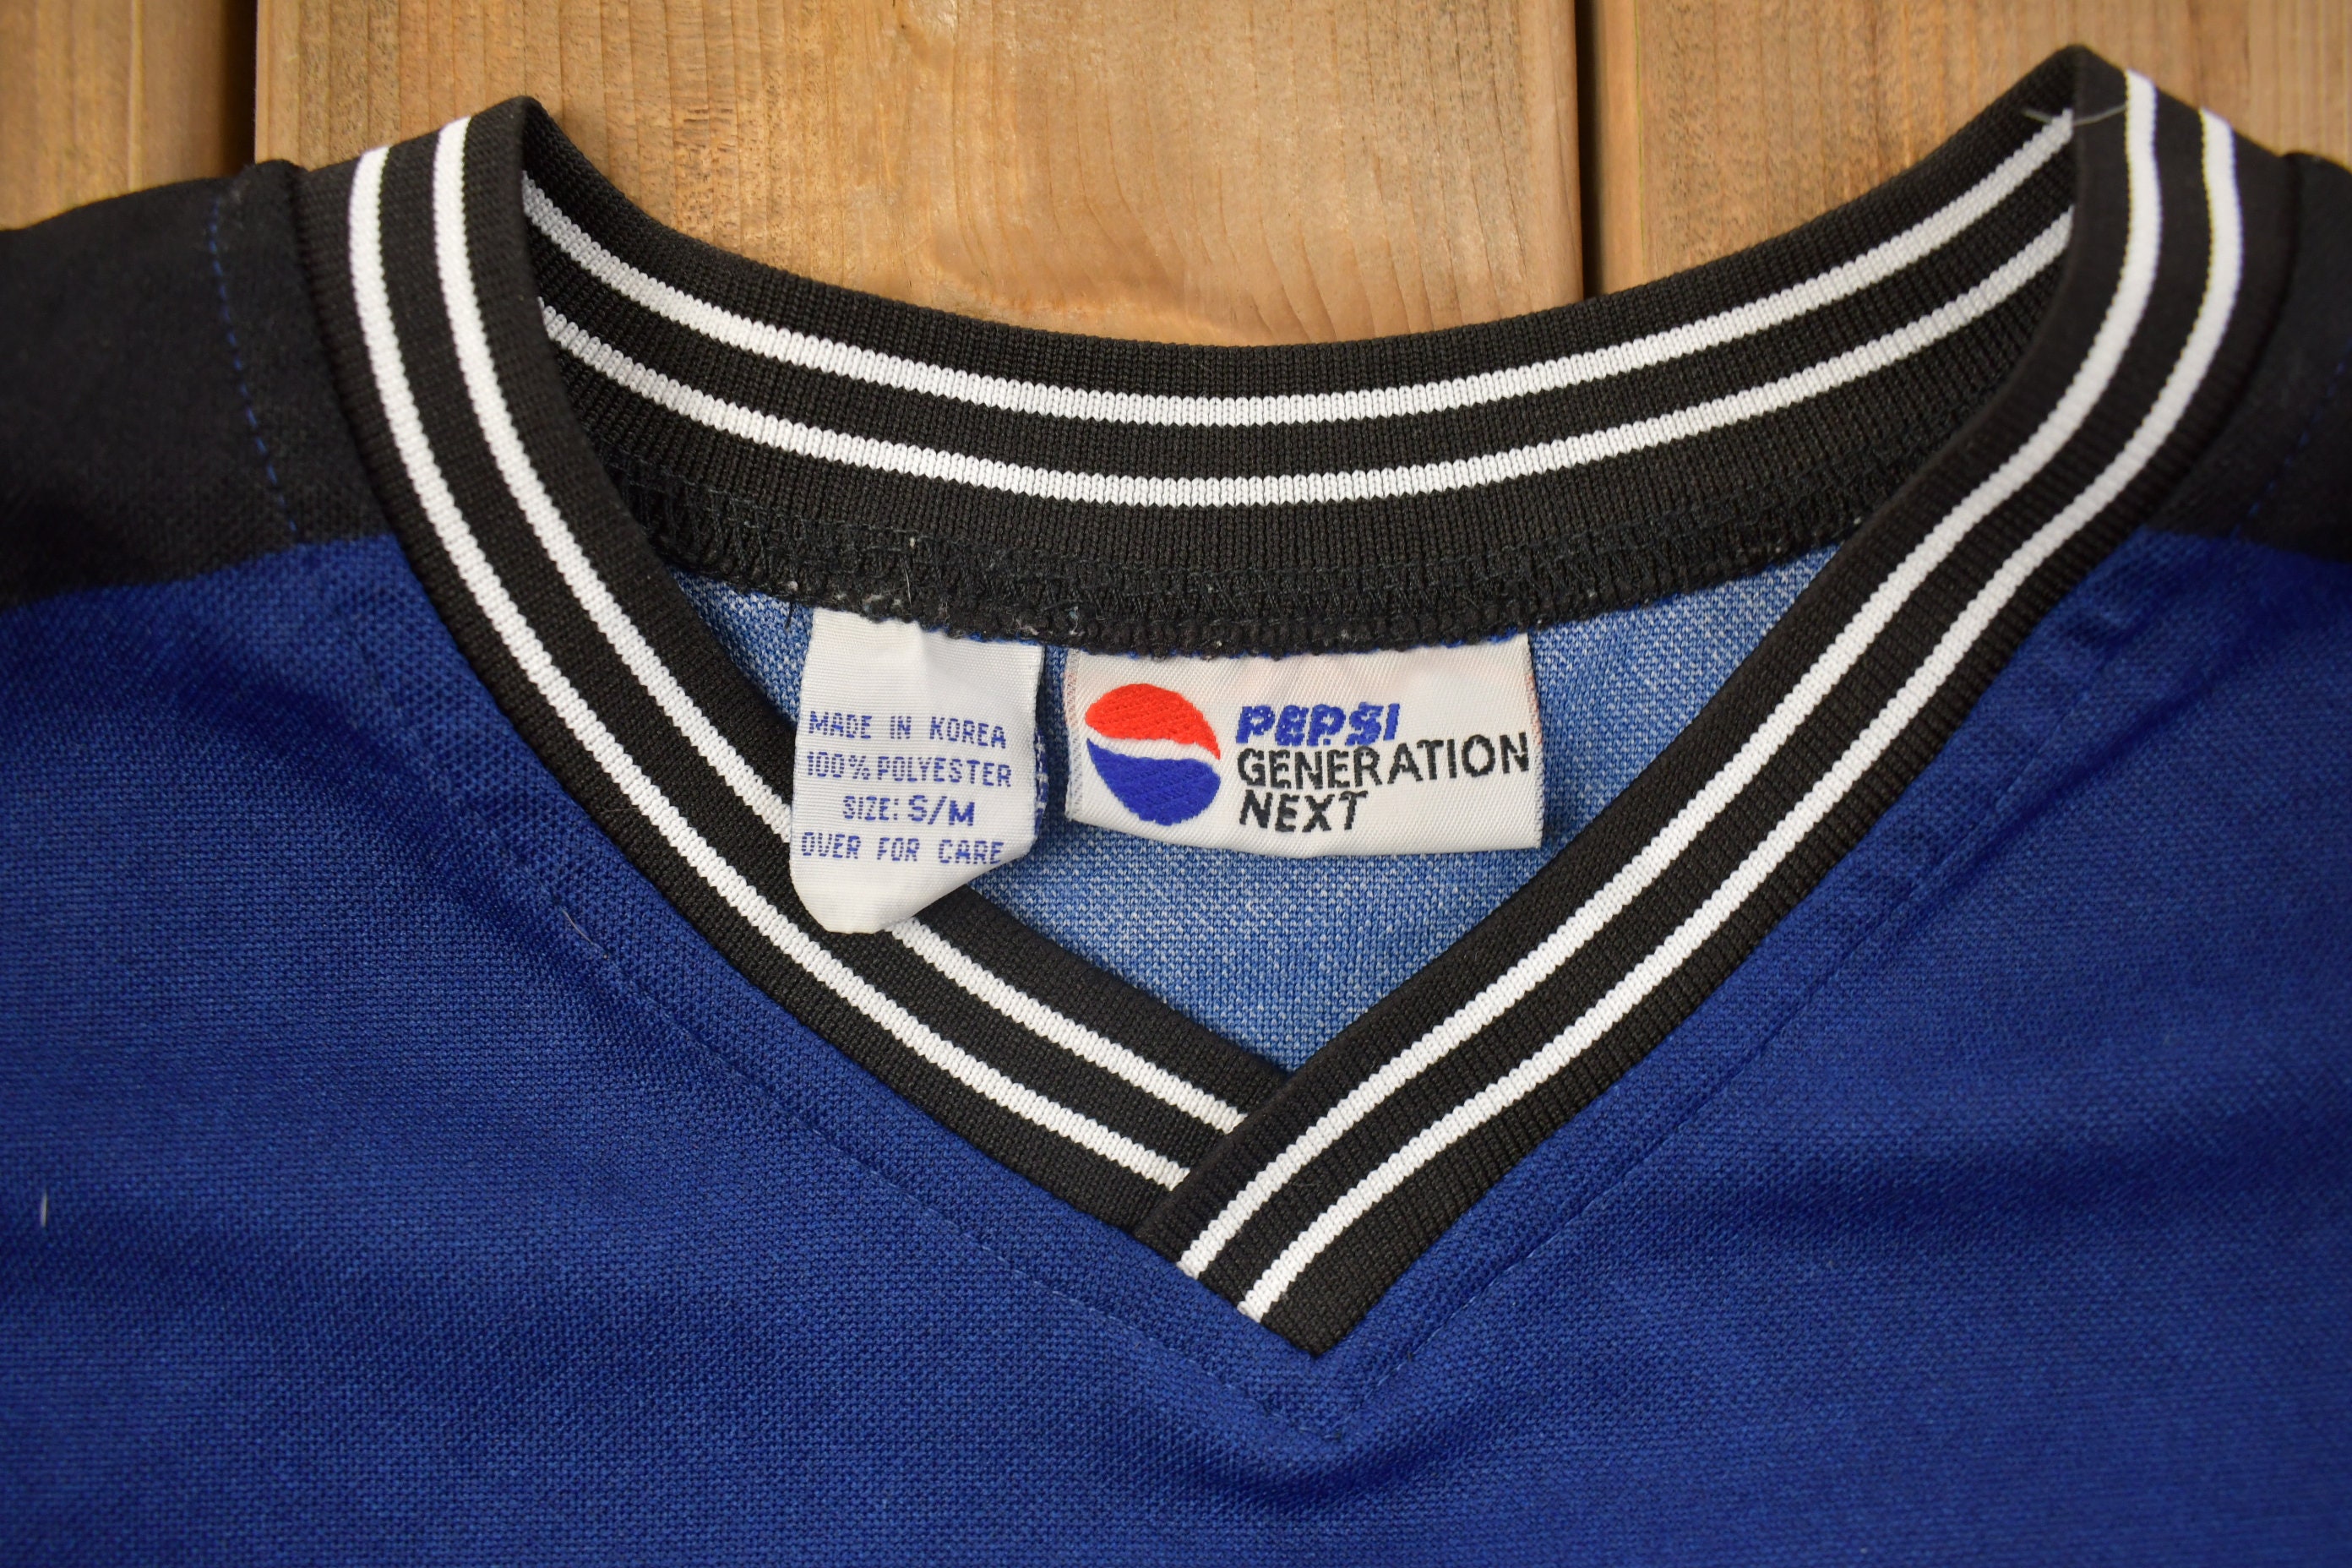 MADE IN KOREA
100% POLYESTER
SIZE: S/M
OVER FOR CARE
PEPSI
GENERATION
NEXT